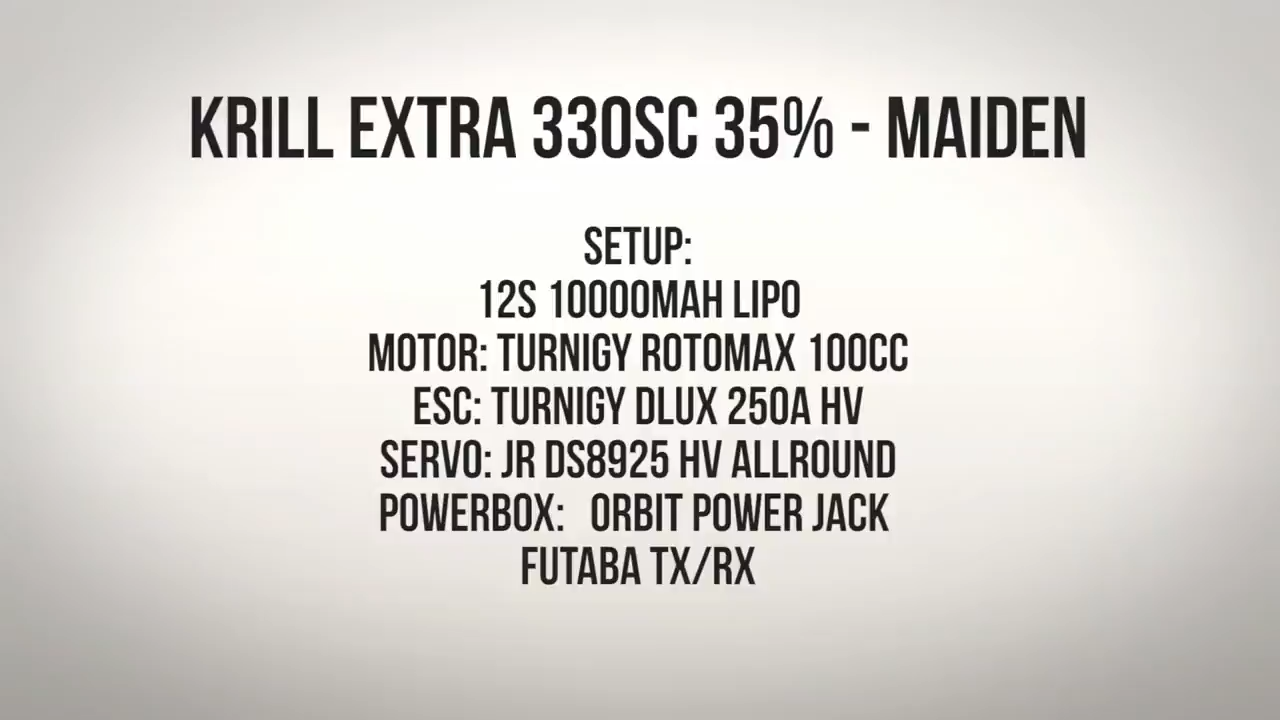 KRILL EXTRA 330SC 35% - MAIDEN
SETUP:
12S 10000MAH LIPO
MOTOR: TURNIGY ROTOMAX 100CC
ESC: TURNIGY DLUX 250A HV
SERVO: JR DS8925 HV ALLROUND
POWERBOX: ORBIT POWER JACK
FUTABA TX/RX